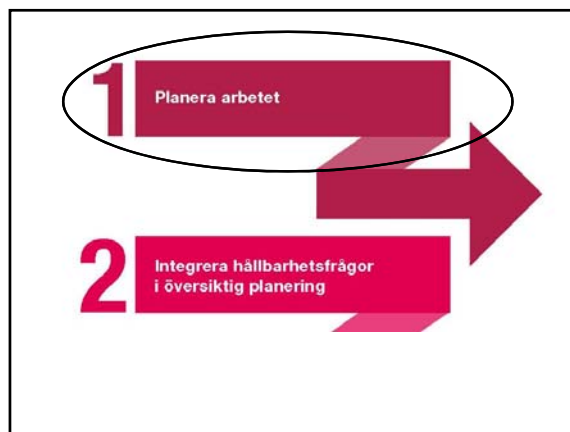 1
Planera arbetet
2
Integrera hållbarhetsfrågor
i översiktig planering